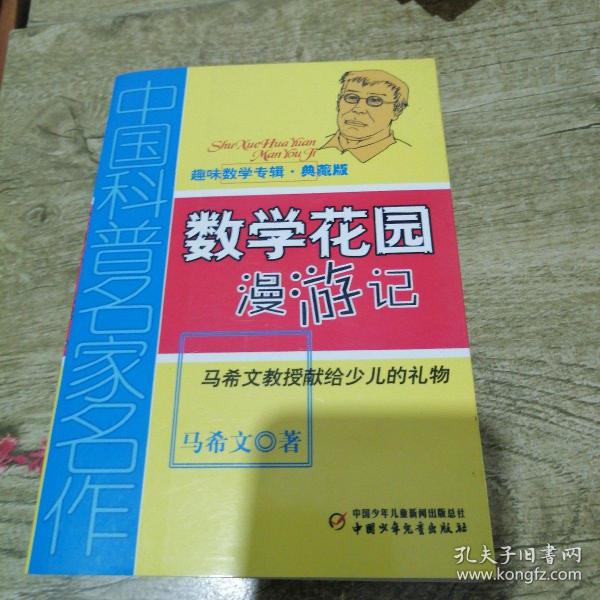 中国科普名家名作
Shu Xue Hua Yuan
Man You Ji
趣味数学专辑·典藏版
数学花园
漫游记
马希文教授献给少儿的礼物
马希文◎著
中国少年儿童新闻出版总社
中国少年儿童出版社
孔夫子旧书网
www.kongfz.com